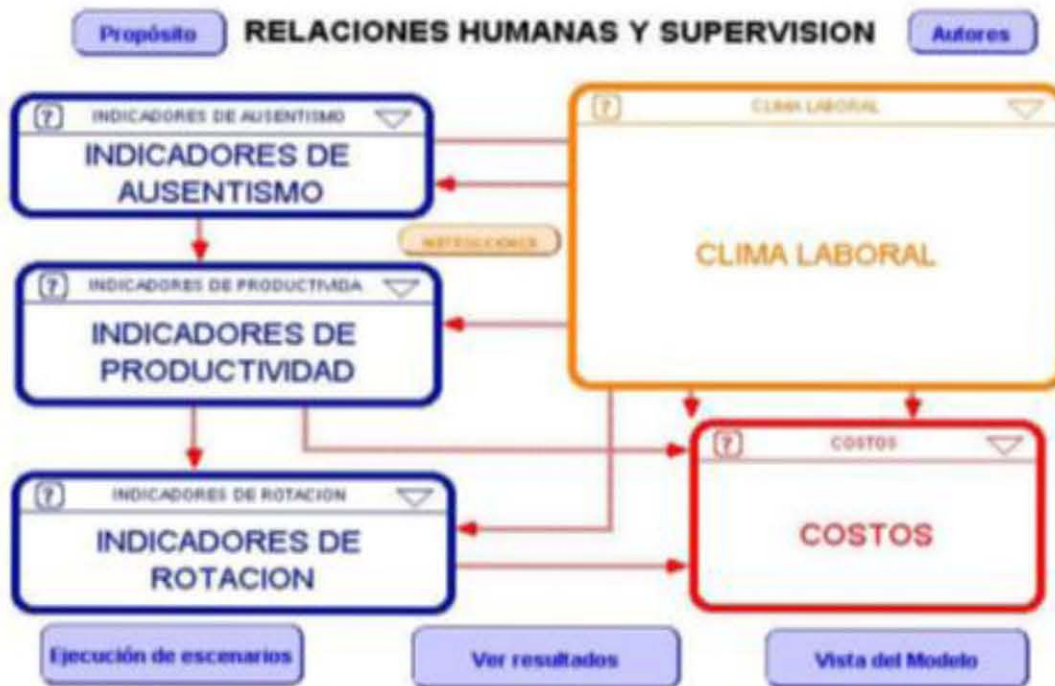 Propósito
RELACIONES HUMANAS Y SUPERVISION
Autores
? INDICADORES DE AUSENTISMO
INDICADORES DE
AUSENTISMO
? CLIMA LABORAL
CLIMA LABORAL
INSTRUCCIONES
? INDICADORES DE PRODUCTIVIDA
INDICADORES DE
PRODUCTIVIDAD
? COSTOS
COSTOS
? INDICADORES DE ROTACION
INDICADORES DE
ROTACION
Ejecución de escenarios
Ver resultados
Vista del Modelo